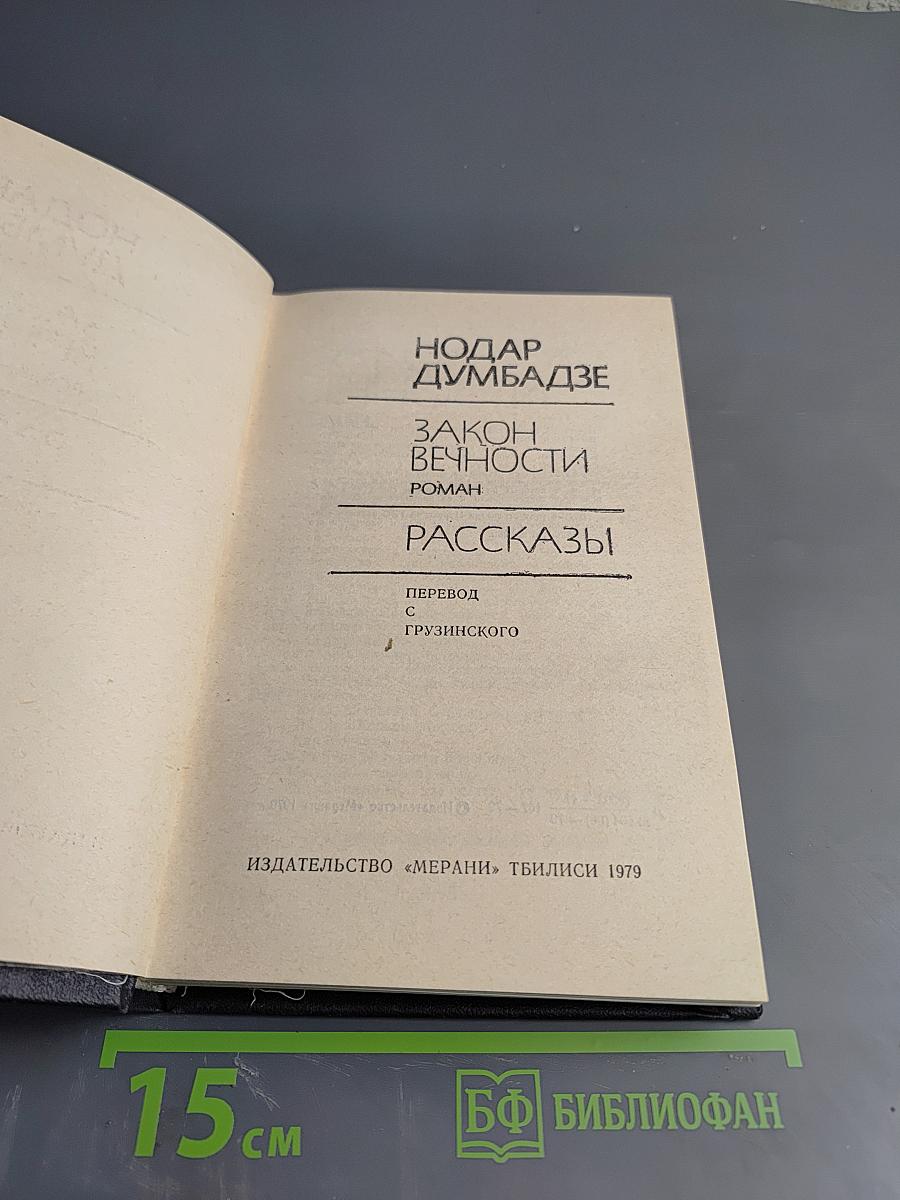 НОДАР
ДУМБАДЗЕ
ЗАКОН
ВЕЧНОСТИ
РОМАН
РАССКАЗЫ
ПЕРЕВОД
С
ГРУЗИНСКОГО
ИЗДАТЕЛЬСТВО «МЕРАНИ» ТБИЛИСИ 1979
15 см
БФ БИБЛИОФАН